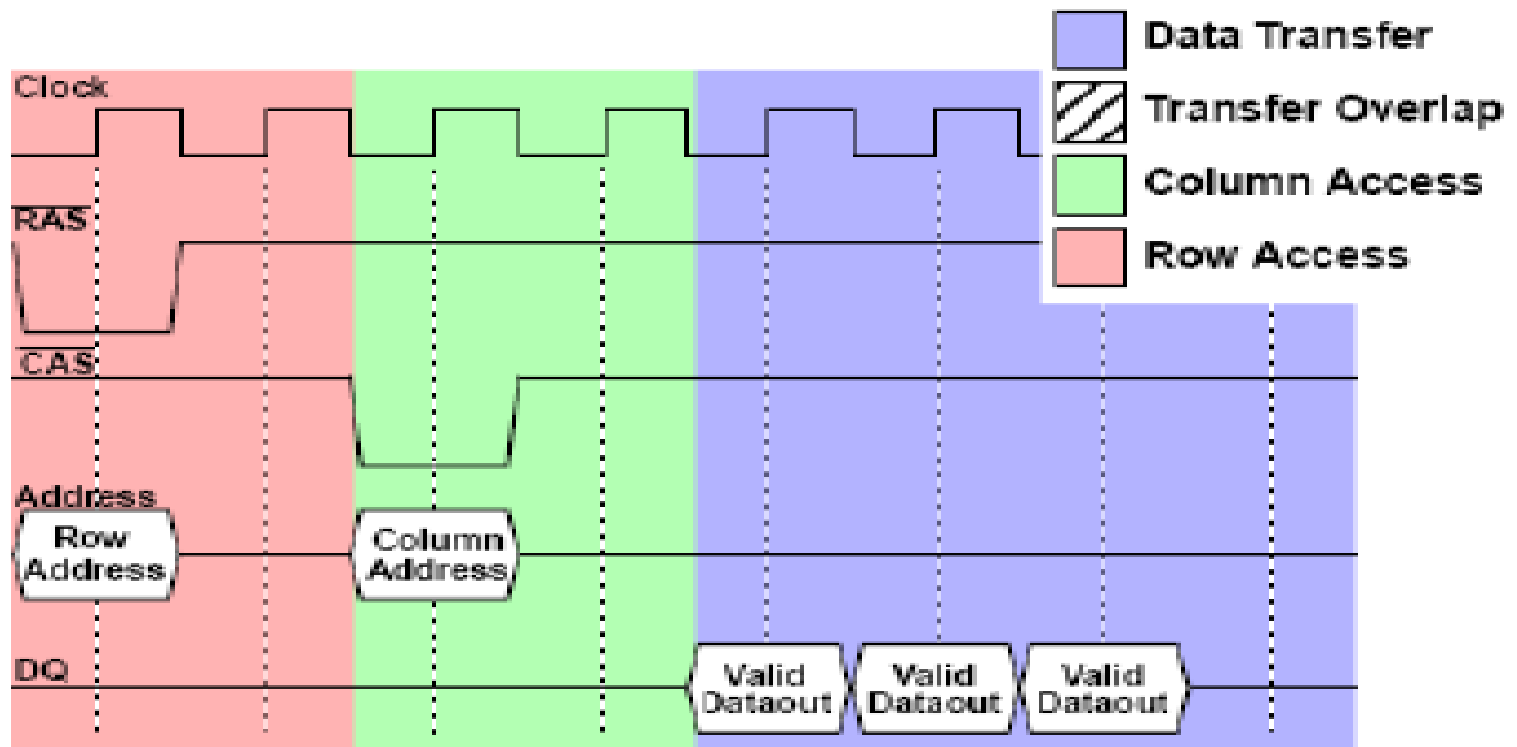 Data Transfer
Transfer Overlap
Column Access
Row Access
Clock
RAS
CAS
Address
Row
Address
Column
Address
DQ
Valid
Dataout
Valid
Dataout
Valid
Dataout